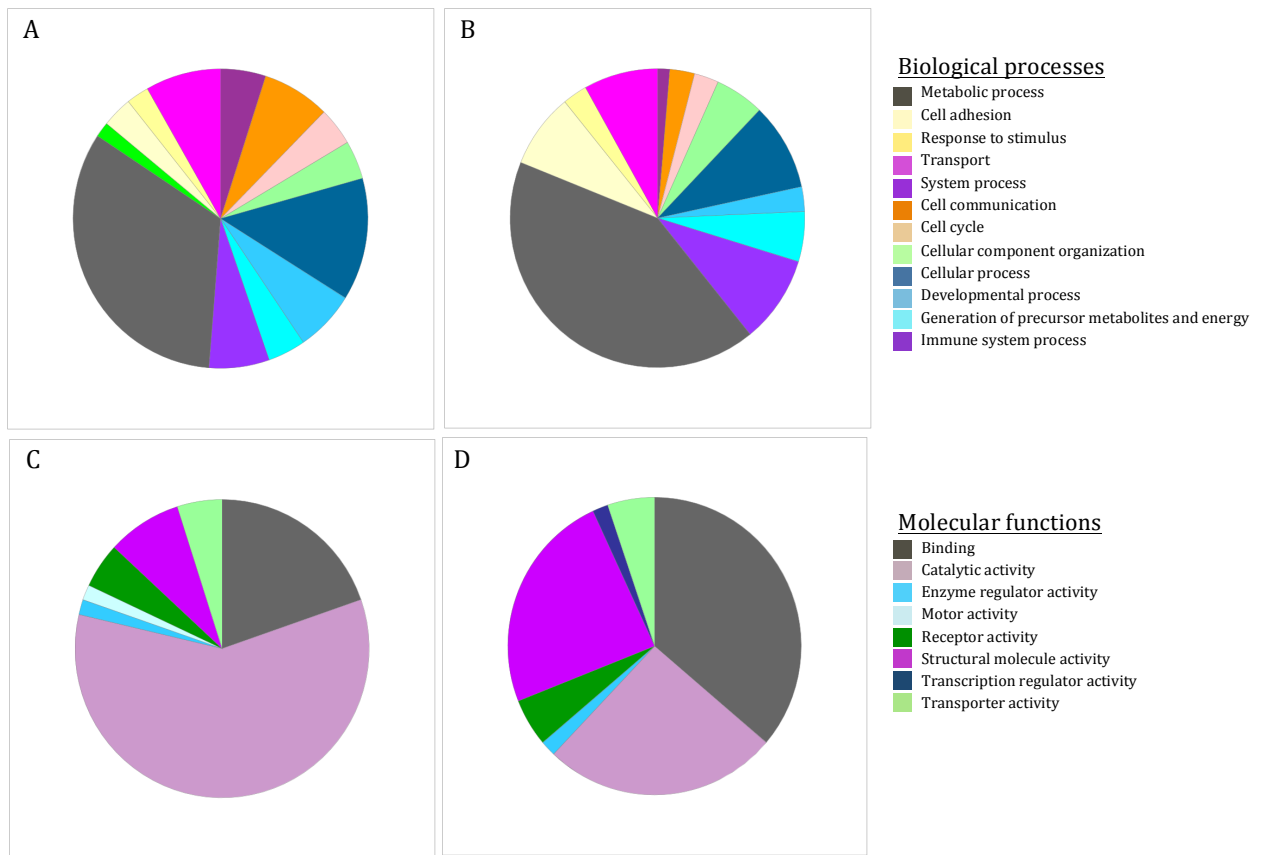 A
B
Biological processes
Metabolic process
Cell adhesion
Response to stimulus
Transport
System process
Cell communication
Cell cycle
Cellular component organization
Cellular process
Developmental process
Generation of precursor metabolites and energy
Immune system process
C
D
Molecular functions
Binding
Catalytic activity
Enzyme regulator activity
Motor activity
Receptor activity
Structural molecule activity
Transcription regulator activity
Transporter activity